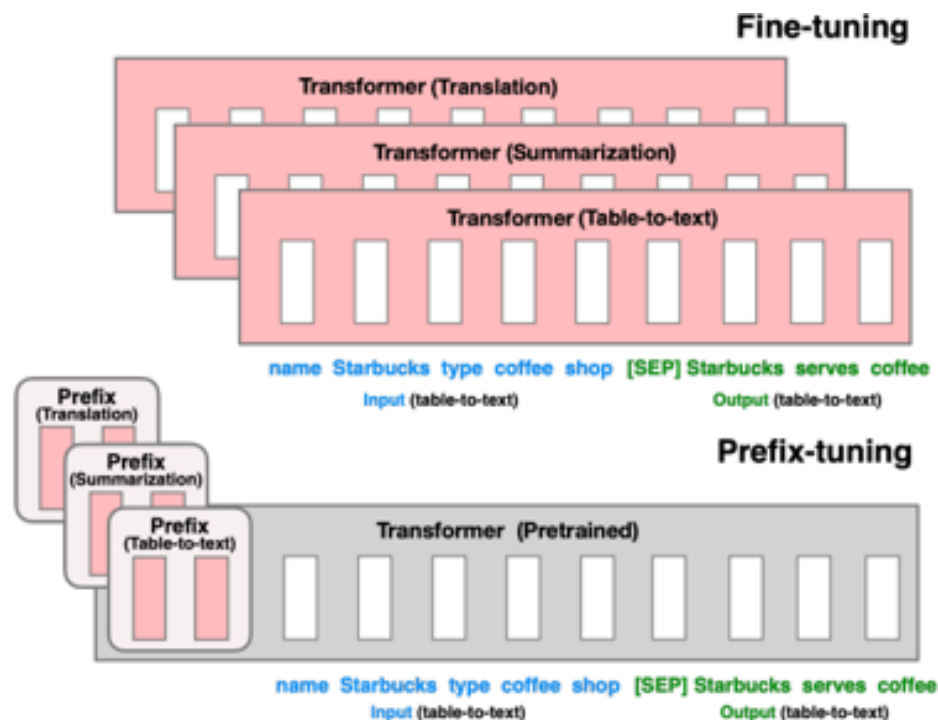 Fine-tuning
Transformer (Translation)
Transformer (Summarization)
Transformer (Table-to-text)
name Starbucks type coffee shop [SEP] Starbucks serves coffee
Input (table-to-text) Output (table-to-text)
Prefix-tuning
Prefix
(Translation)
Prefix
(Summarization)
Prefix
(Table-to-text)
Transformer (Pretrained)
name Starbucks type coffee shop [SEP] Starbucks serves coffee
Input (table-to-text) Output (table-to-text)